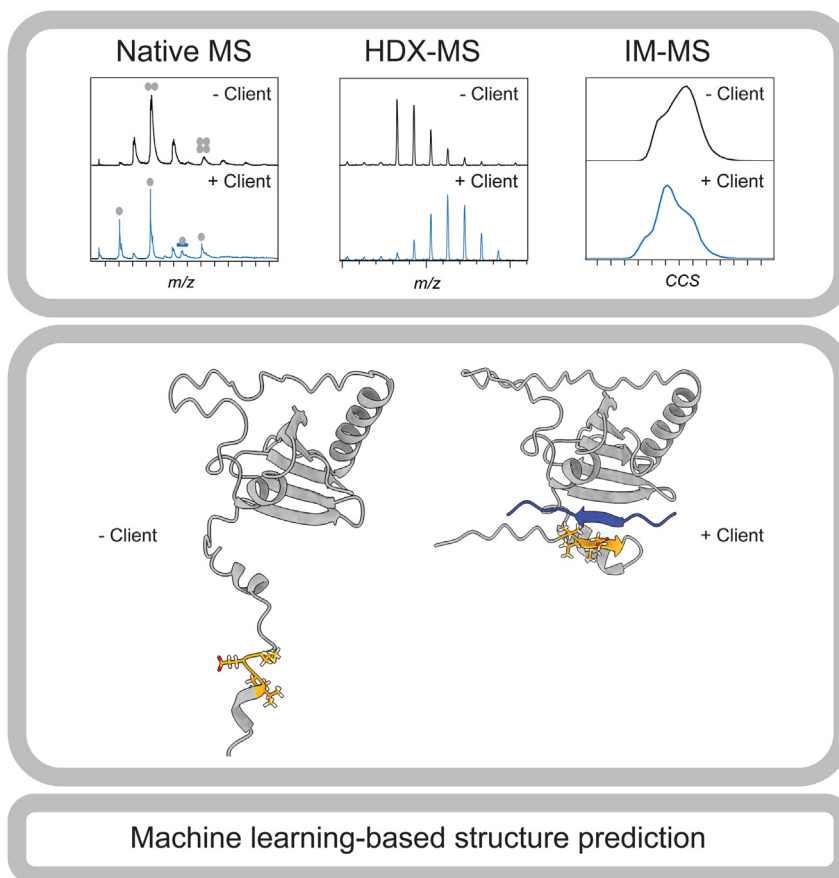 Native MS
HDX-MS
IM-MS
- Client
- Client
- Client
+ Client
+ Client
+ Client
m/z
m/z
CCS
- Client
+ Client
Machine learning-based structure prediction